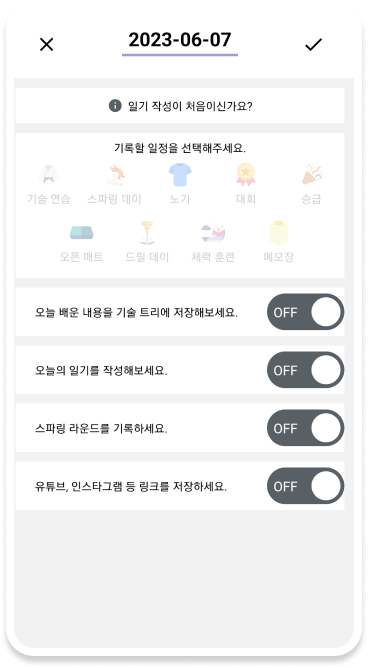 2023-06-07
일기 작성이 처음이신가요?
기록할 일정을 선택해주세요.
기술 연습 스파링 데이 노기 대회 승급
오픈 매트 드릴 데이 체력 훈련 메모장
오늘 배운 내용을 기술 트리에 저장해보세요. OFF
오늘의 일기를 작성해보세요. OFF
스파링 라운드를 기록하세요. OFF
유튜브, 인스타그램 등 링크를 저장하세요. OFF